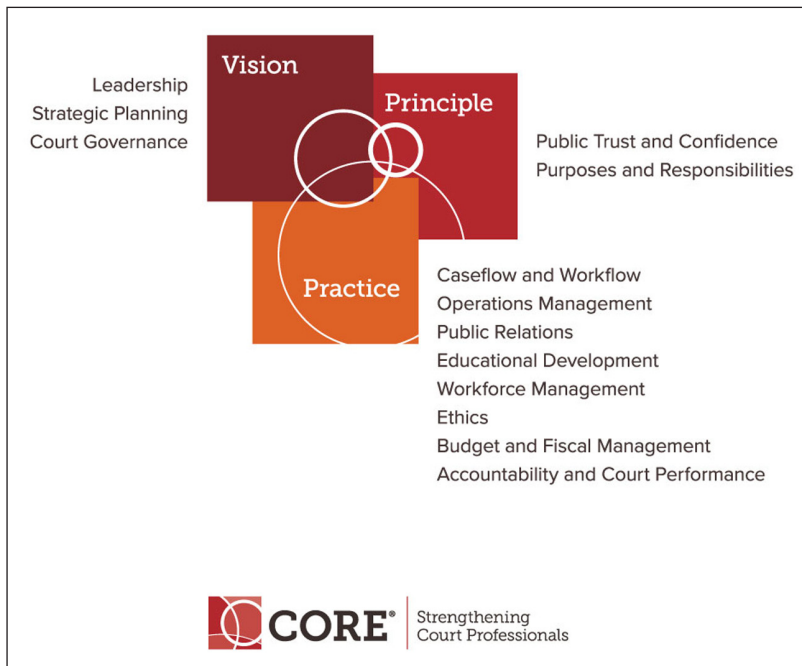 Vision
Leadership
Strategic Planning
Court Governance
Principle
Public Trust and Confidence
Purposes and Responsibilities
Practice
Caseflow and Workflow
Operations Management
Public Relations
Educational Development
Workforce Management
Ethics
Budget and Fiscal Management
Accountability and Court Performance
CORE®
Strengthening
Court Professionals